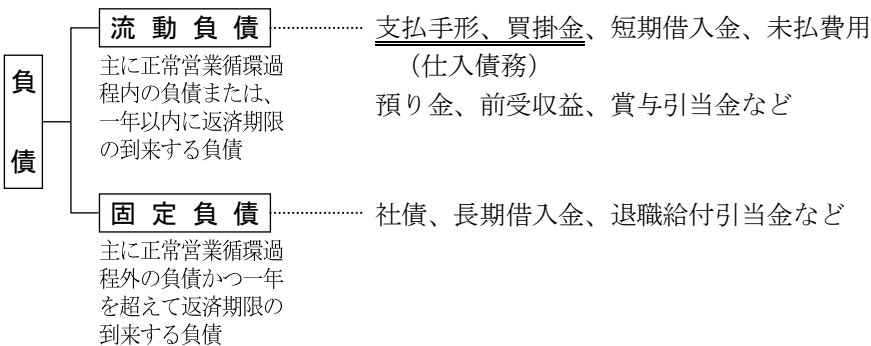 負債
流動負債
支払手形、買掛金、短期借入金、未払費用
（仕入債務）
預り金、前受収益、賞与引当金など
主に正常営業循環過
程内の負債または、
一年以内に返済期限
の到来する負債
固定負債
社債、長期借入金、退職給付引当金など
主に正常営業循環過
程外の負債かつ一年
を超えて返済期限の
到来する負債